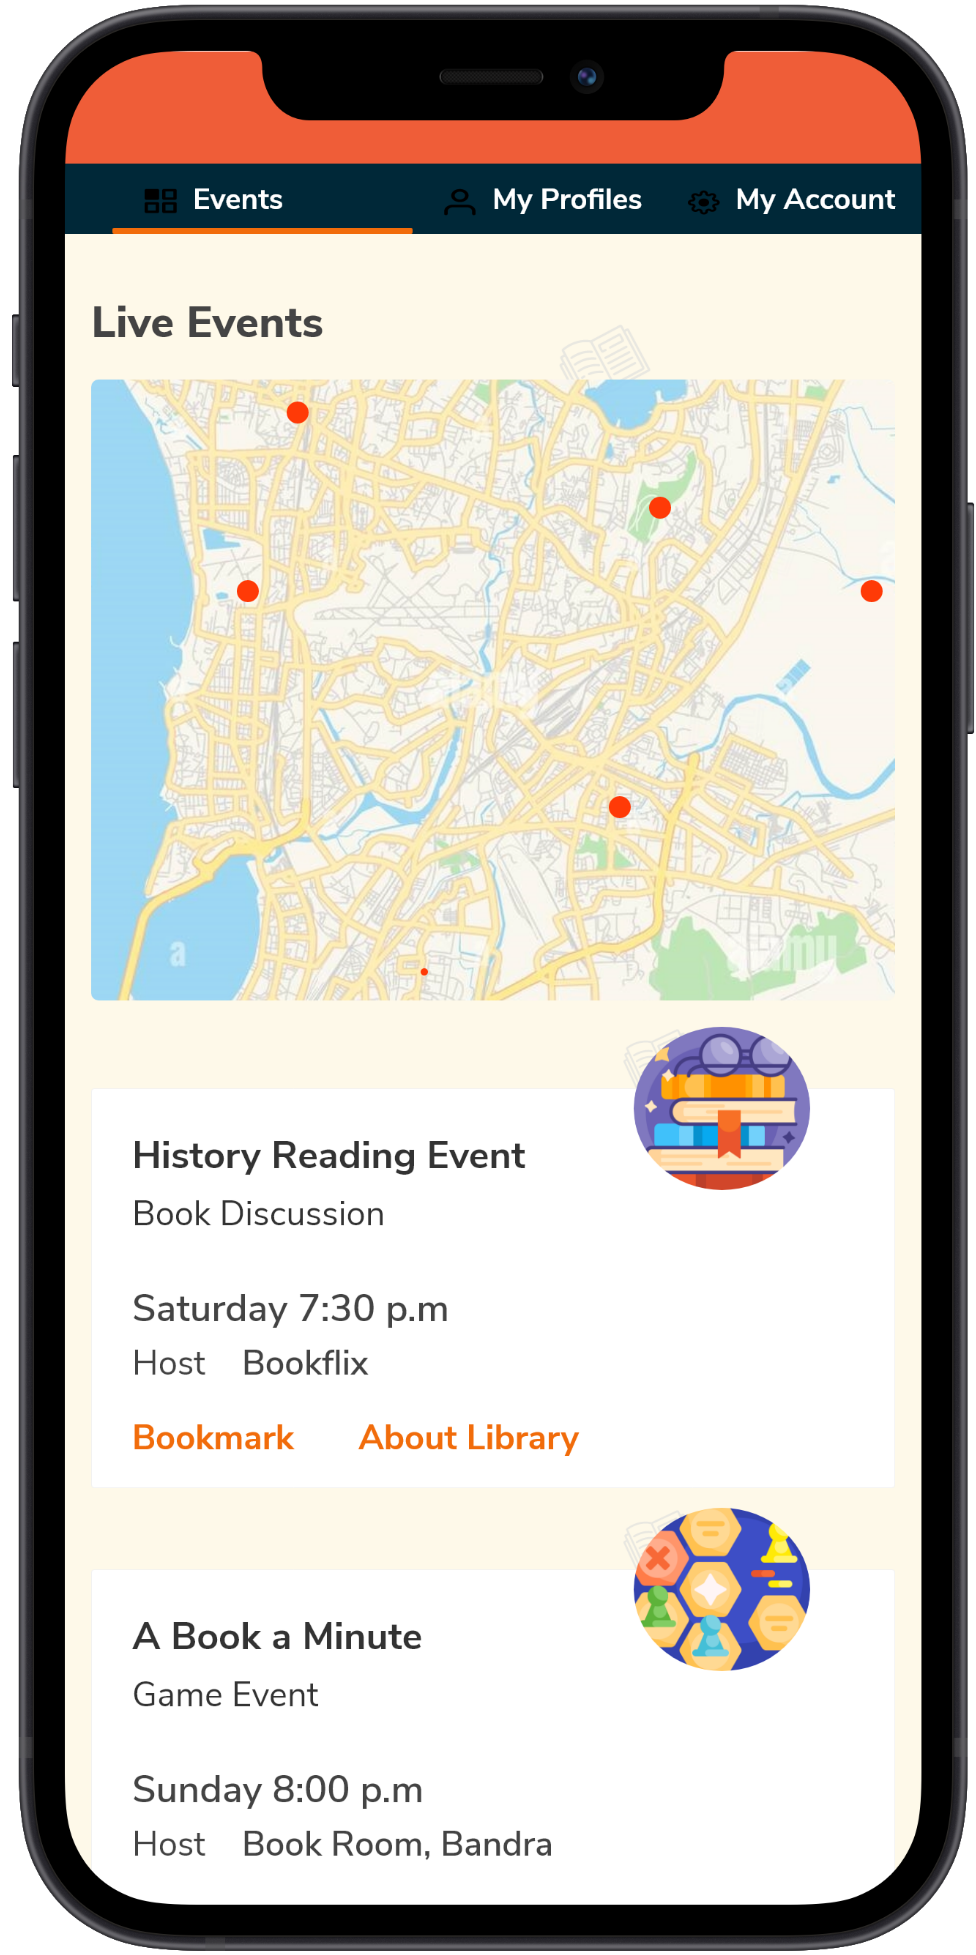 Events My Profiles My Account
Live Events
a
History Reading Event
Book Discussion
Saturday 7:30 p.m
Host Bookflix
Bookmark About Library
A Book a Minute
Game Event
Sunday 8:00 p.m
Host Book Room, Bandra